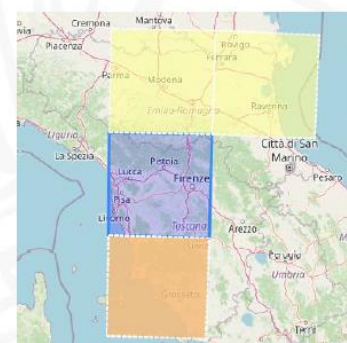 Cremona
Mantova
Piacenza
Rovigo
Ferrara
Parma
Modena
Emilia-Romagna
Ravenna
Liguria
La Spezia
Città di San
Marino
Pistoia
Lucca
Firenze
Pesaro
Pisa
Livorno
Toscana
Arezzo
Siena
Perugia
Umbria
Grosseto
Terni